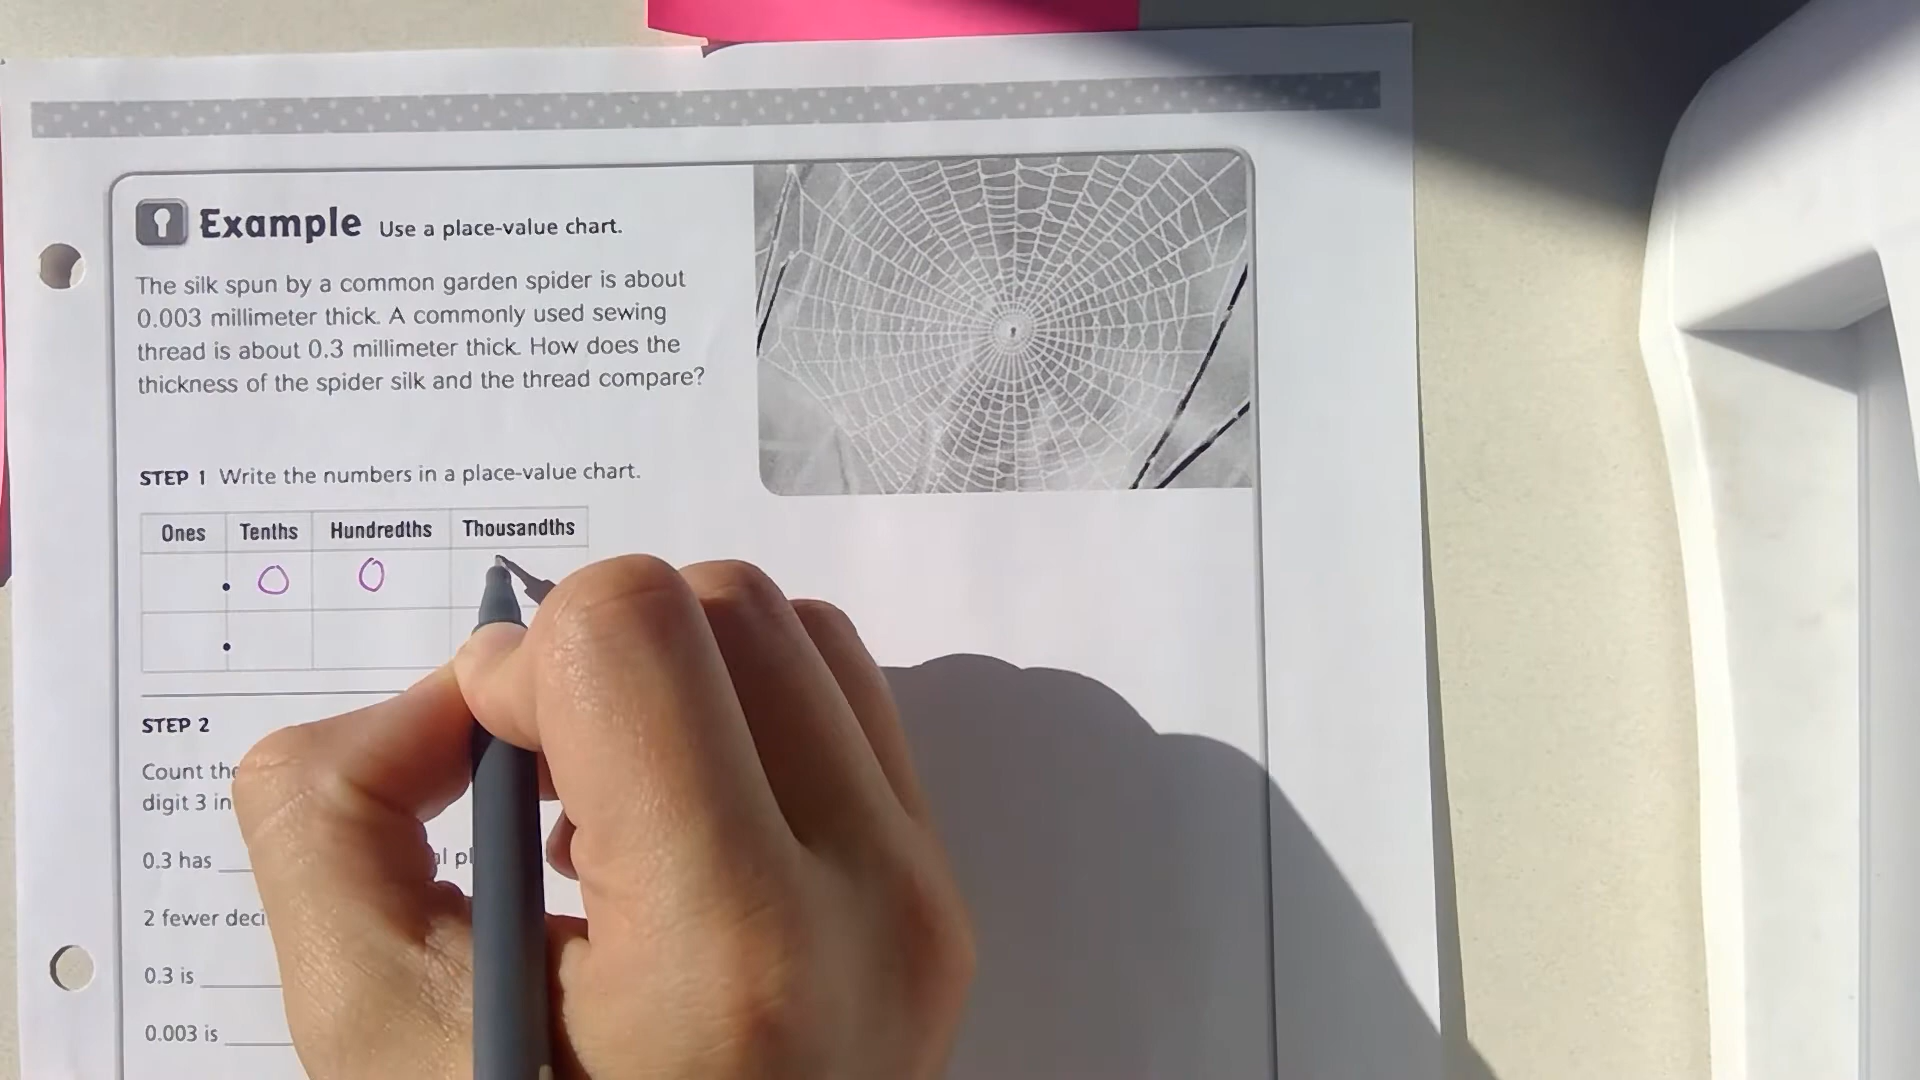 Example Use a place-value chart.
The silk spun by a common garden spider is about
0.003 millimeter thick. A commonly used sewing
thread is about 0.3 millimeter thick. How does the
thickness of the spider silk and the thread compare?
STEP 1 Write the numbers in a place-value chart.
Ones Tenths Hundredths Thousandths
. 0 0
.
STEP 2
Count the
digit 3 in
0.3 has ___
2 fewer
0.3 is ___
0.003 is ___